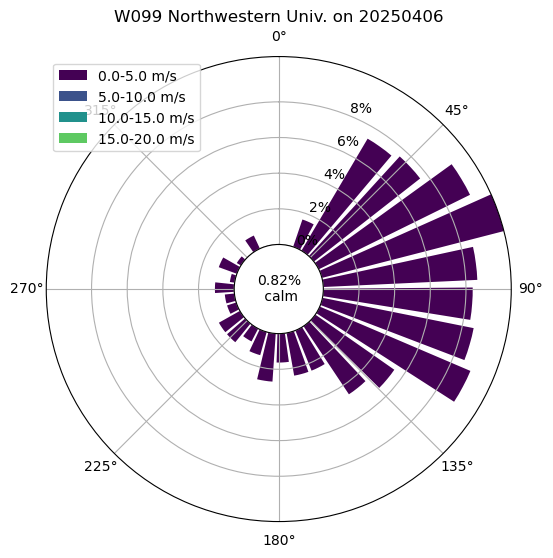 W099 Northwestern Univ. on 20250406
0°
0.0-5.0 m/s
5.0-10.0 m/s
10.0-15.0 m/s
15.0-20.0 m/s
315°
8%
45°
6%
4%
2%
0%
0.82%
calm
270°
90°
225°
135°
180°